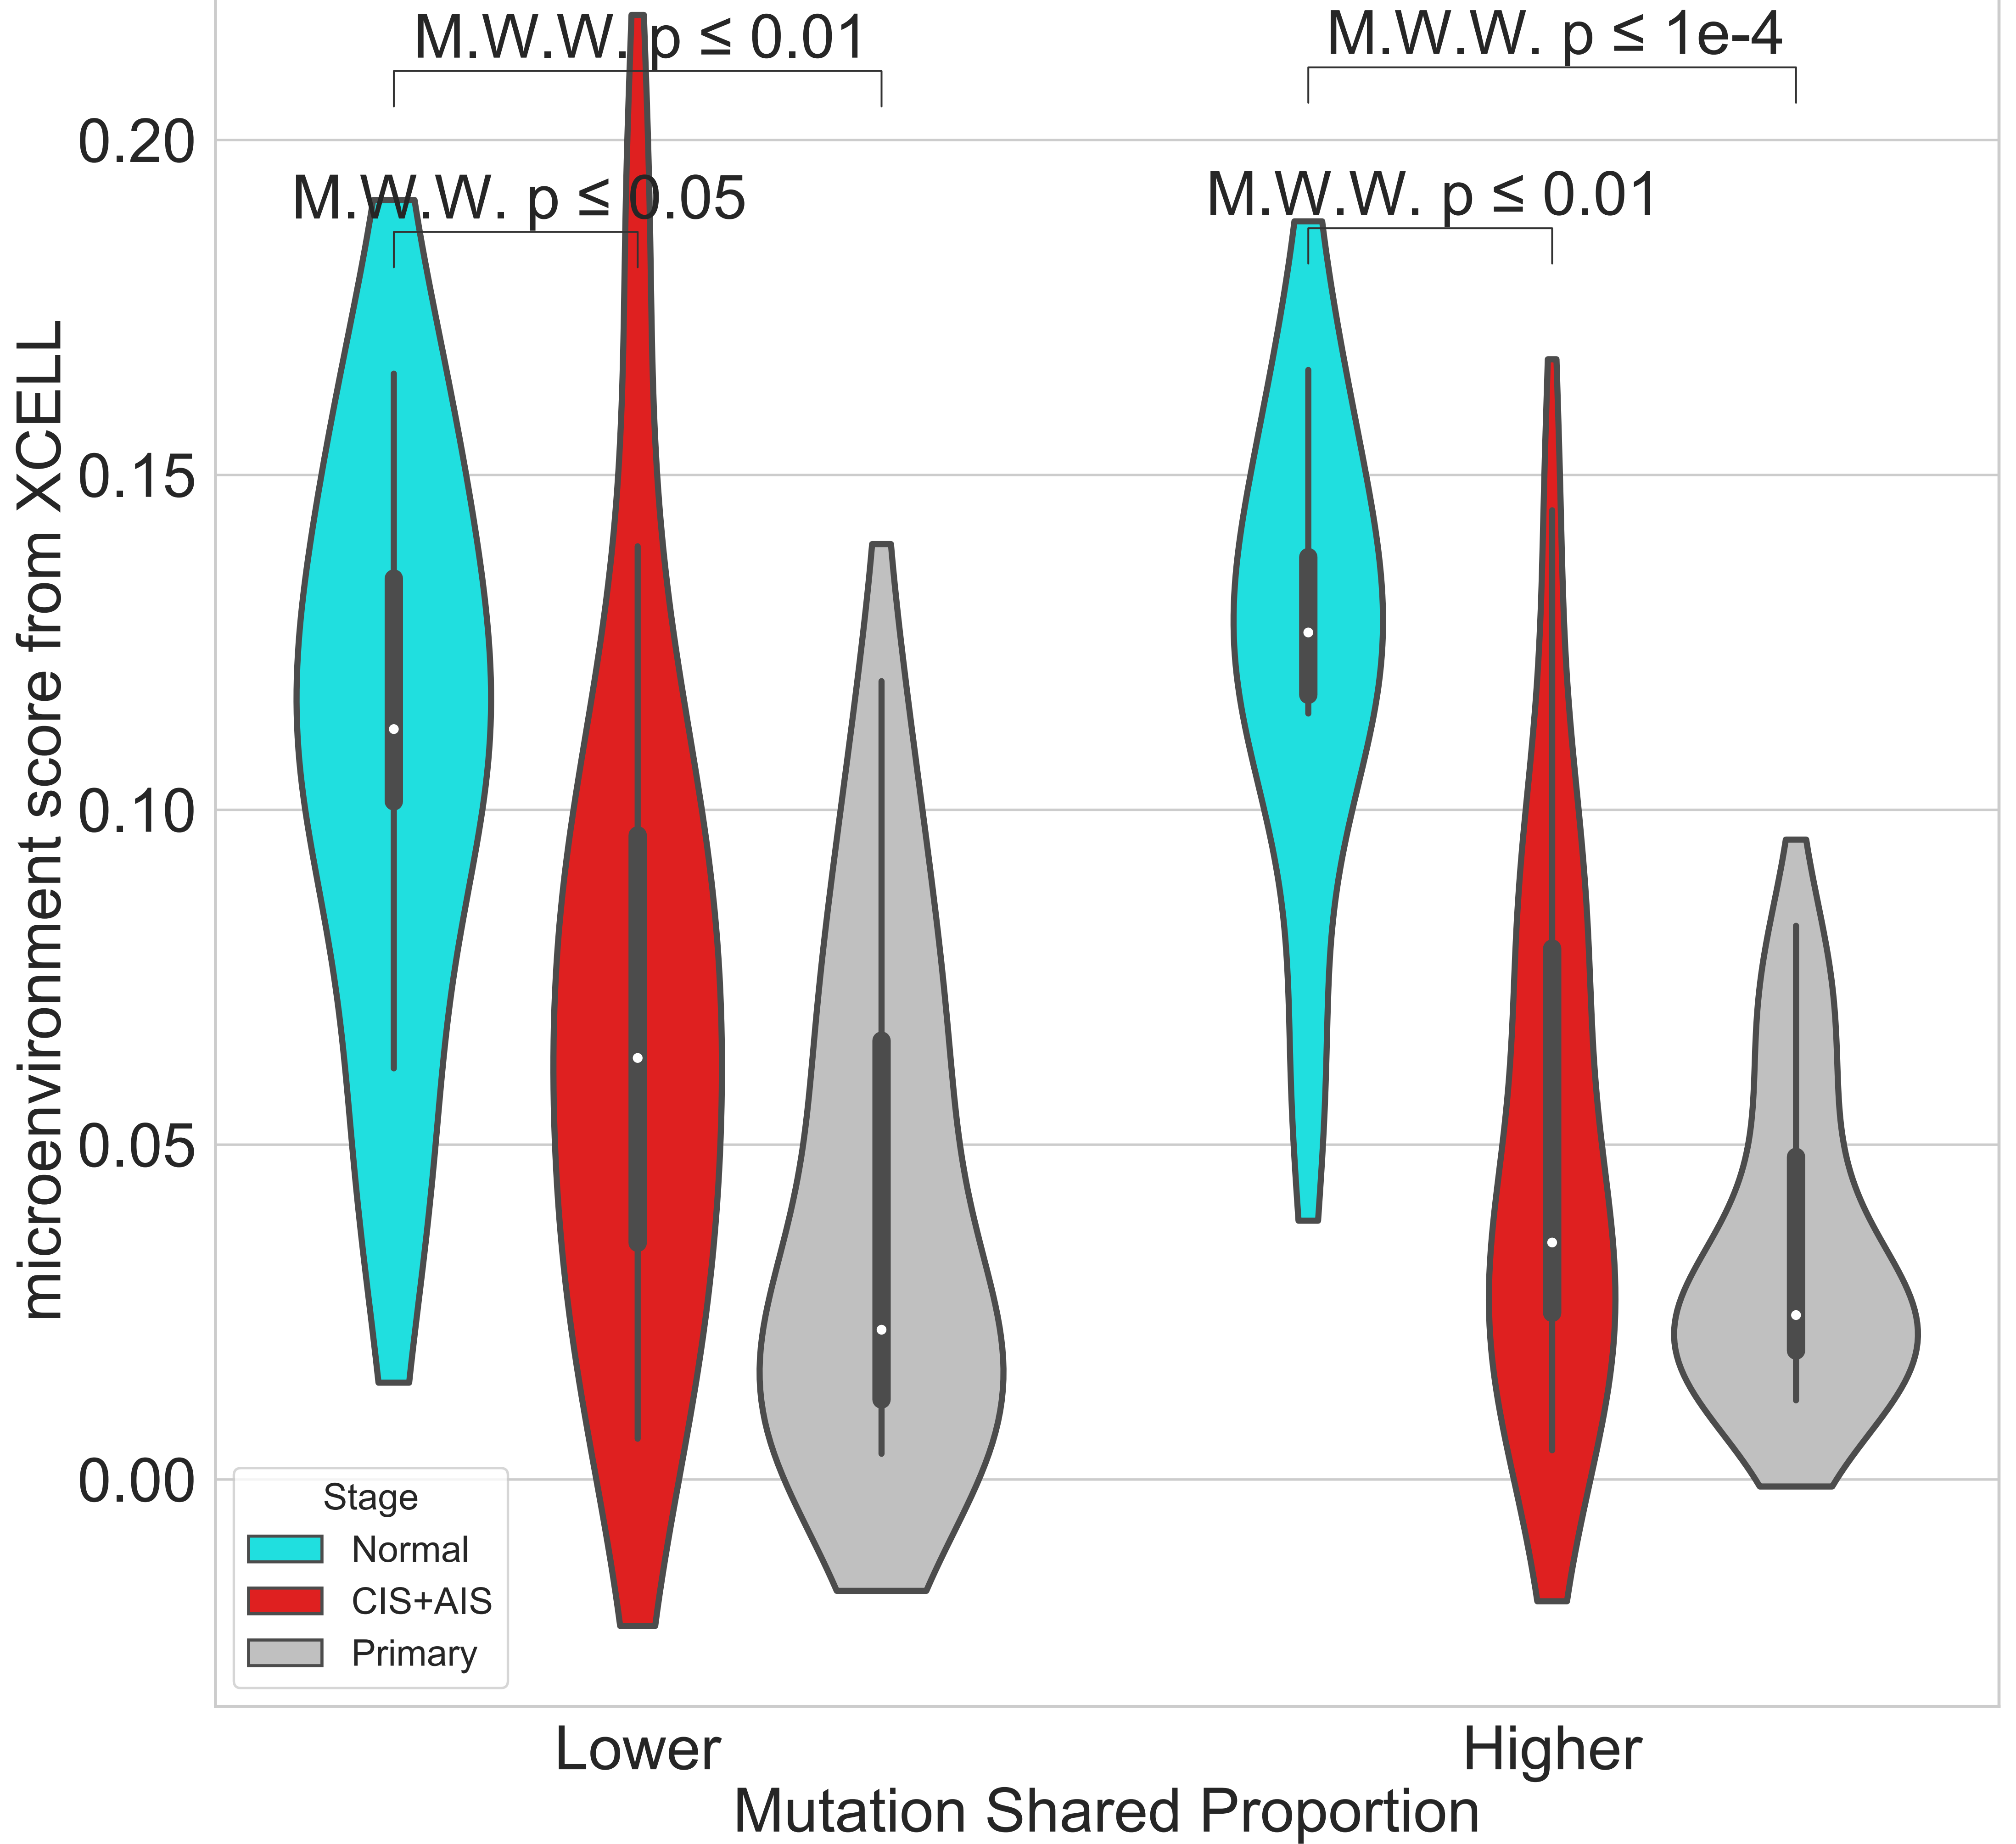 M.W.W. p ≤ 0.01
M.W.W. p ≤ 1e-4
M.W.W. p ≤ 0.05
M.W.W. p ≤ 0.01
microenvironment score from XCELL
0.20
0.15
0.10
0.05
0.00
Stage
Normal
CIS+AIS
Primary
Lower
Higher
Mutation Shared Proportion